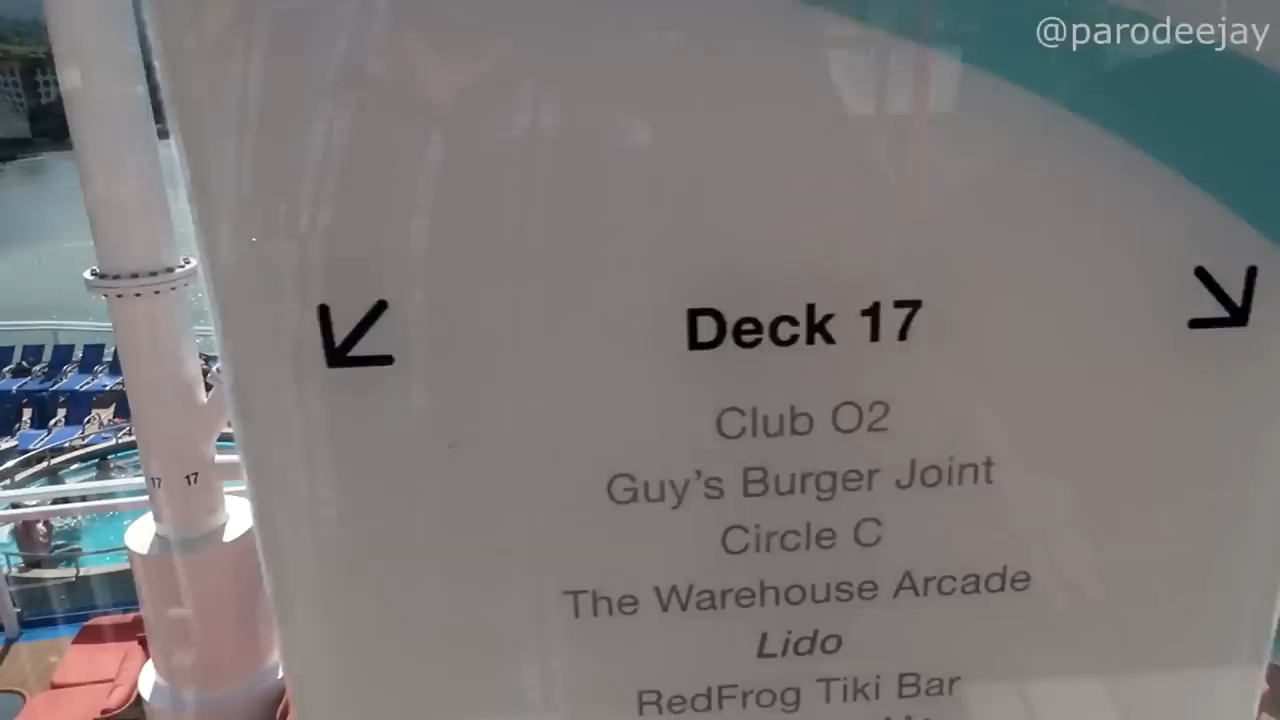 @parodeejay
Deck 17
Club O2
Guy's Burger Joint
Circle C
The Warehouse Arcade
Lido
RedFrog Tiki Bar
17 17